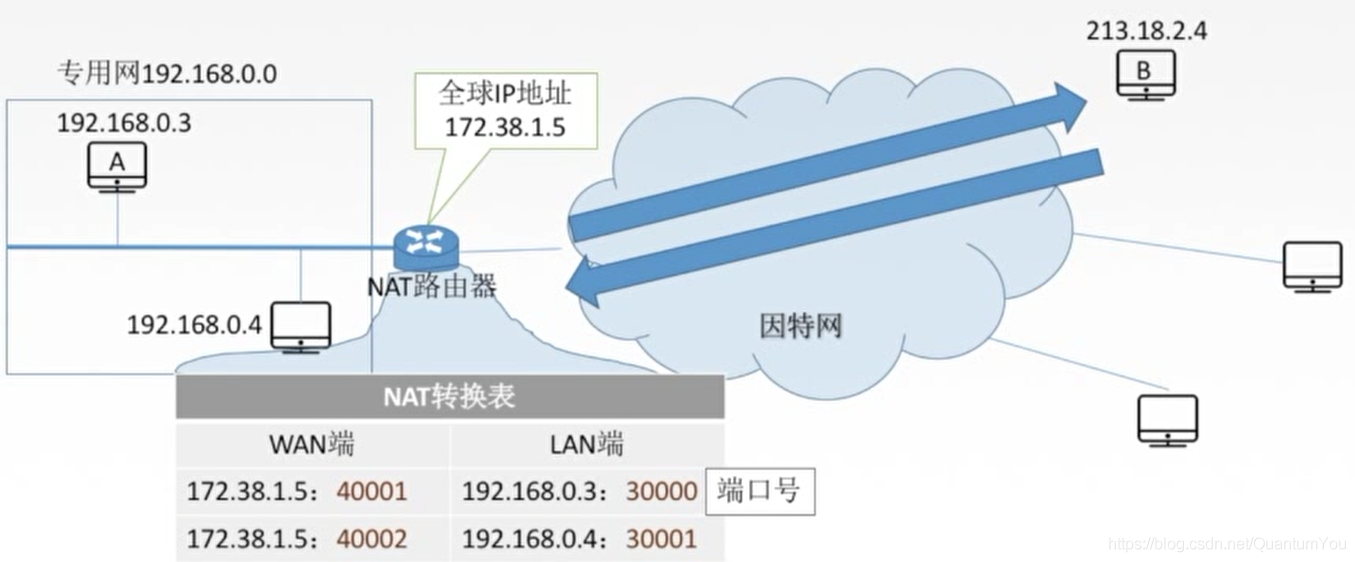 213.18.2.4
B
专用网192.168.0.0
全球IP地址
172.38.1.5
192.168.0.3
A
NAT路由器
192.168.0.4
因特网
NAT转换表
WAN端 LAN端
172.38.1.5：40001 192.168.0.3：30000 端口号
172.38.1.5：40002 192.168.0.4：30001
https://blog.csdn.net/QuantumYou